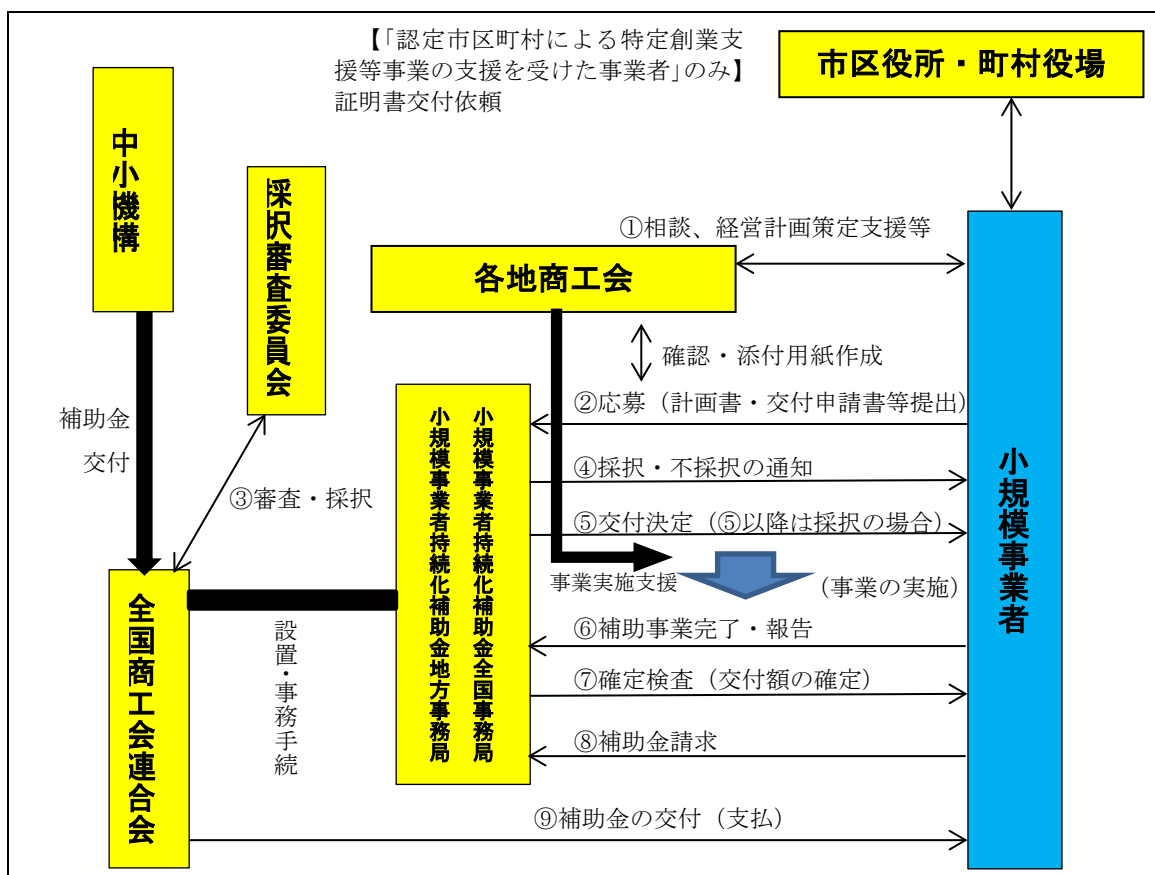 【｢認定市区町村による特定創業支
援等事業の支援を受けた事業者｣のみ】
証明書交付依頼
市区役所・町村役場
中小機構
採択審査委員会
①相談、経営計画策定支援等
各地商工会
確認・添付用紙作成
補助金
交付
②応募（計画書・交付申請書等提出）
③審査・採択
④採択・不採択の通知
⑤交付決定（⑤以降は採択の場合）
事業実施支援
（事業の実施）
小規模事業者持続化補助金全国事務局
小規模事業者持続化補助金地方事務局
小規模事業者
全国商工会連合会
設置・事務手続
⑥補助事業完了・報告
⑦確定検査（交付額の確定）
⑧補助金請求
⑨補助金の交付（支払）